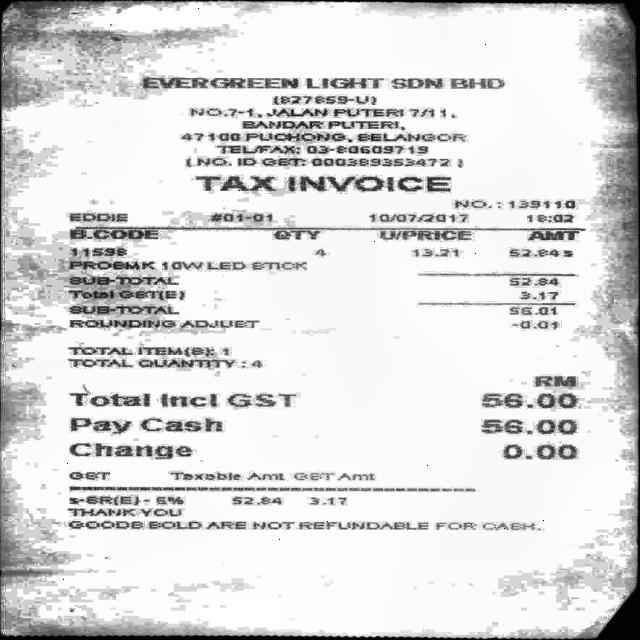 EVERGREEN LIGHT SDN BHD
(827859-U)
NO.7-1, JALAN PUTERI 7/11,
BANDAR PUTERI,
47100 PUCHONG, SELANGOR
TEL/FAX: 03-80609719
( NO. ID GST: 000389353472 )
TAX INVOICE
NO. : 139110
EDDIE #01-01 10/07/2017 18:02
B.CODE QTY U/PRICE AMT
11598 4 13.21 52.84 s
PROEMK 10W LED STICK
SUB-TOTAL 52.84
Total GST(E) 3.17
SUB-TOTAL 56.01
ROUNDING ADJUST -0.01
TOTAL ITEM(S): 1
TOTAL QUANTITY : 4
RM
Total Incl GST 56.00
Pay Cash 56.00
Change 0.00
GST Taxable Amt GST Amt
s-SR(E) - 6% 52.84 3.17
THANK YOU
GOODS SOLD ARE NOT REFUNDABLE FOR CASH.